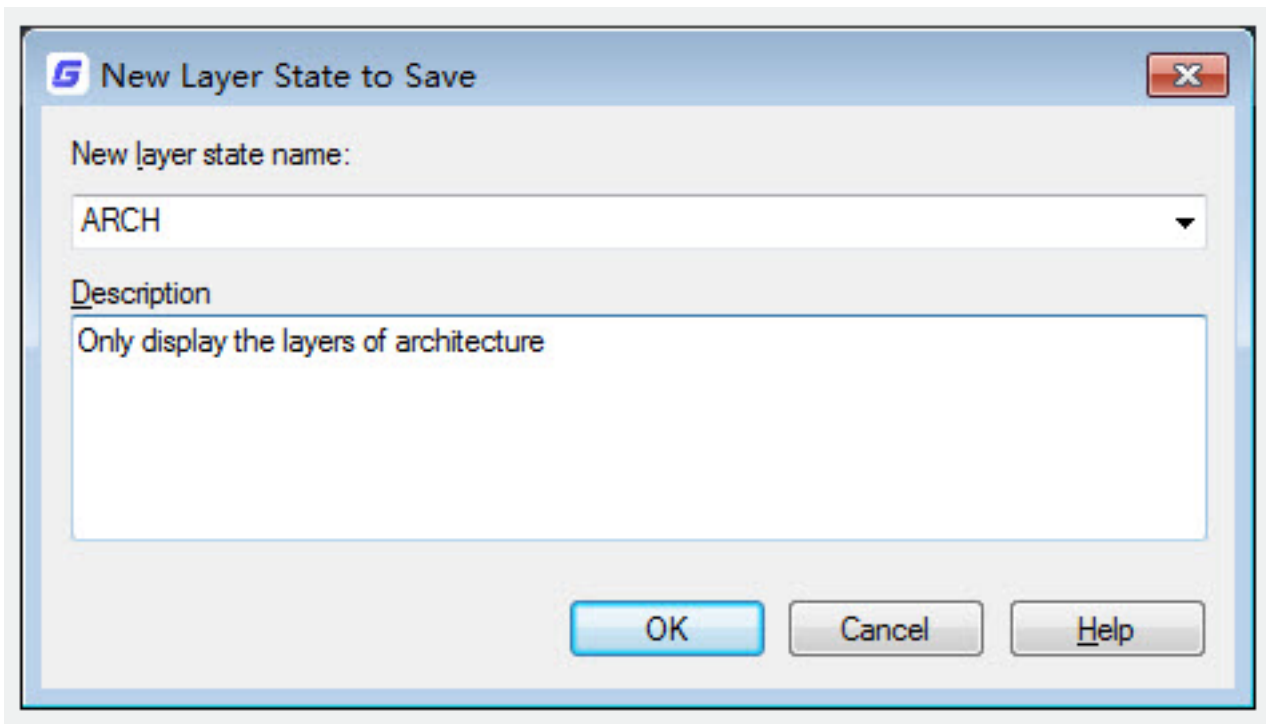 New Layer State to Save
New layer state name:
ARCH
Description
Only display the layers of architecture
OK Cancel Help